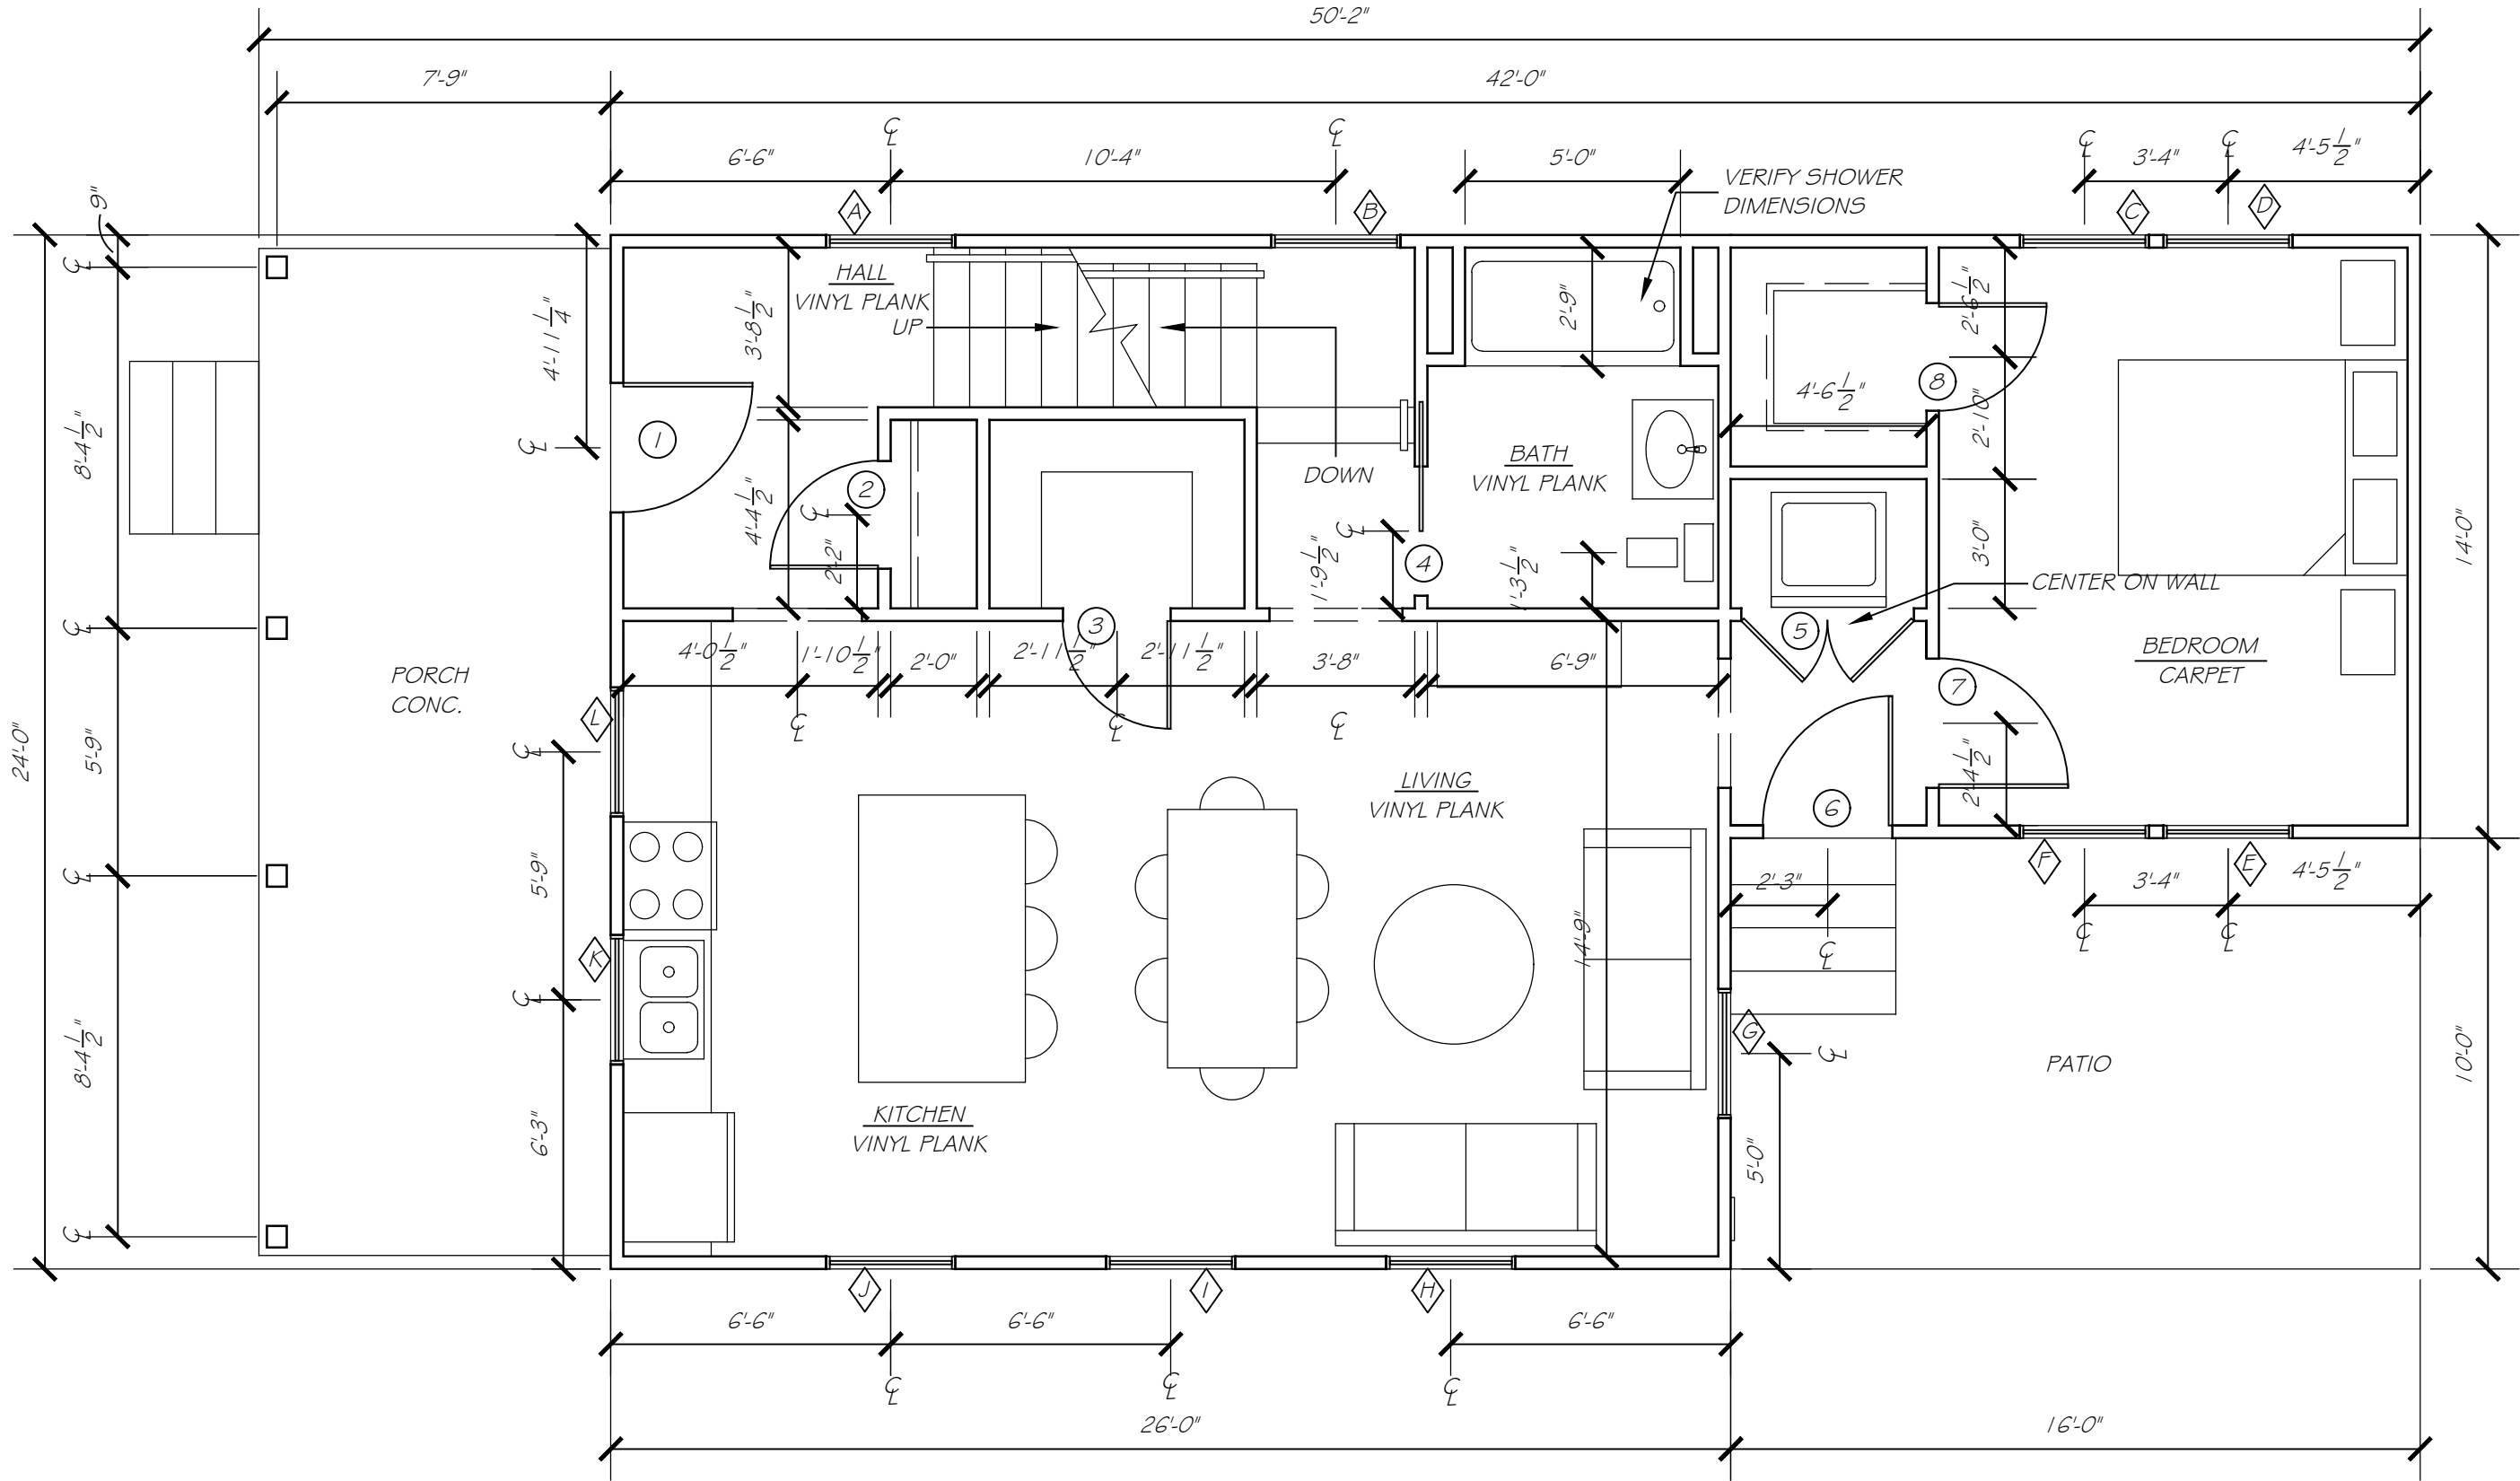 50'-2"
7'-9"
42'-0"
6'-6"
10'-4"
5'-0"
3'-4"
4'-5 1/2"
VERIFY SHOWER
DIMENSIONS
A
B
C
D
9"
HALL
VINYL PLANK
UP
DOWN
4'-11 1/4"
3'-8 1/2"
2'-9"
2'-6 1/2"
8'-4 1/2"
1
2
4'-4 1/2"
2'-2"
BATH
VINYL PLANK
4'-6 1/2"
8
2'-10"
3'-0"
14'-0"
1'-9 1/2"
4
1'-3 1/2"
CENTER ON WALL
3
5
BEDROOM
CARPET
4'-0 1/2"
1'-10 1/2"
2'-0"
2'-11 1/2"
2'-11 1/2"
3'-8"
6'-9"
7
PORCH
CONC.
L
24'-0"
5'-9"
2'-4 1/2"
LIVING
VINYL PLANK
6
5'-9"
K
14'-9"
2'-3"
F
E
3'-4"
4'-5 1/2"
8'-4 1/2"
G
PATIO
10'-0"
KITCHEN
VINYL PLANK
6'-3"
5'-0"
J
I
H
6'-6"
6'-6"
6'-6"
26'-0"
16'-0"